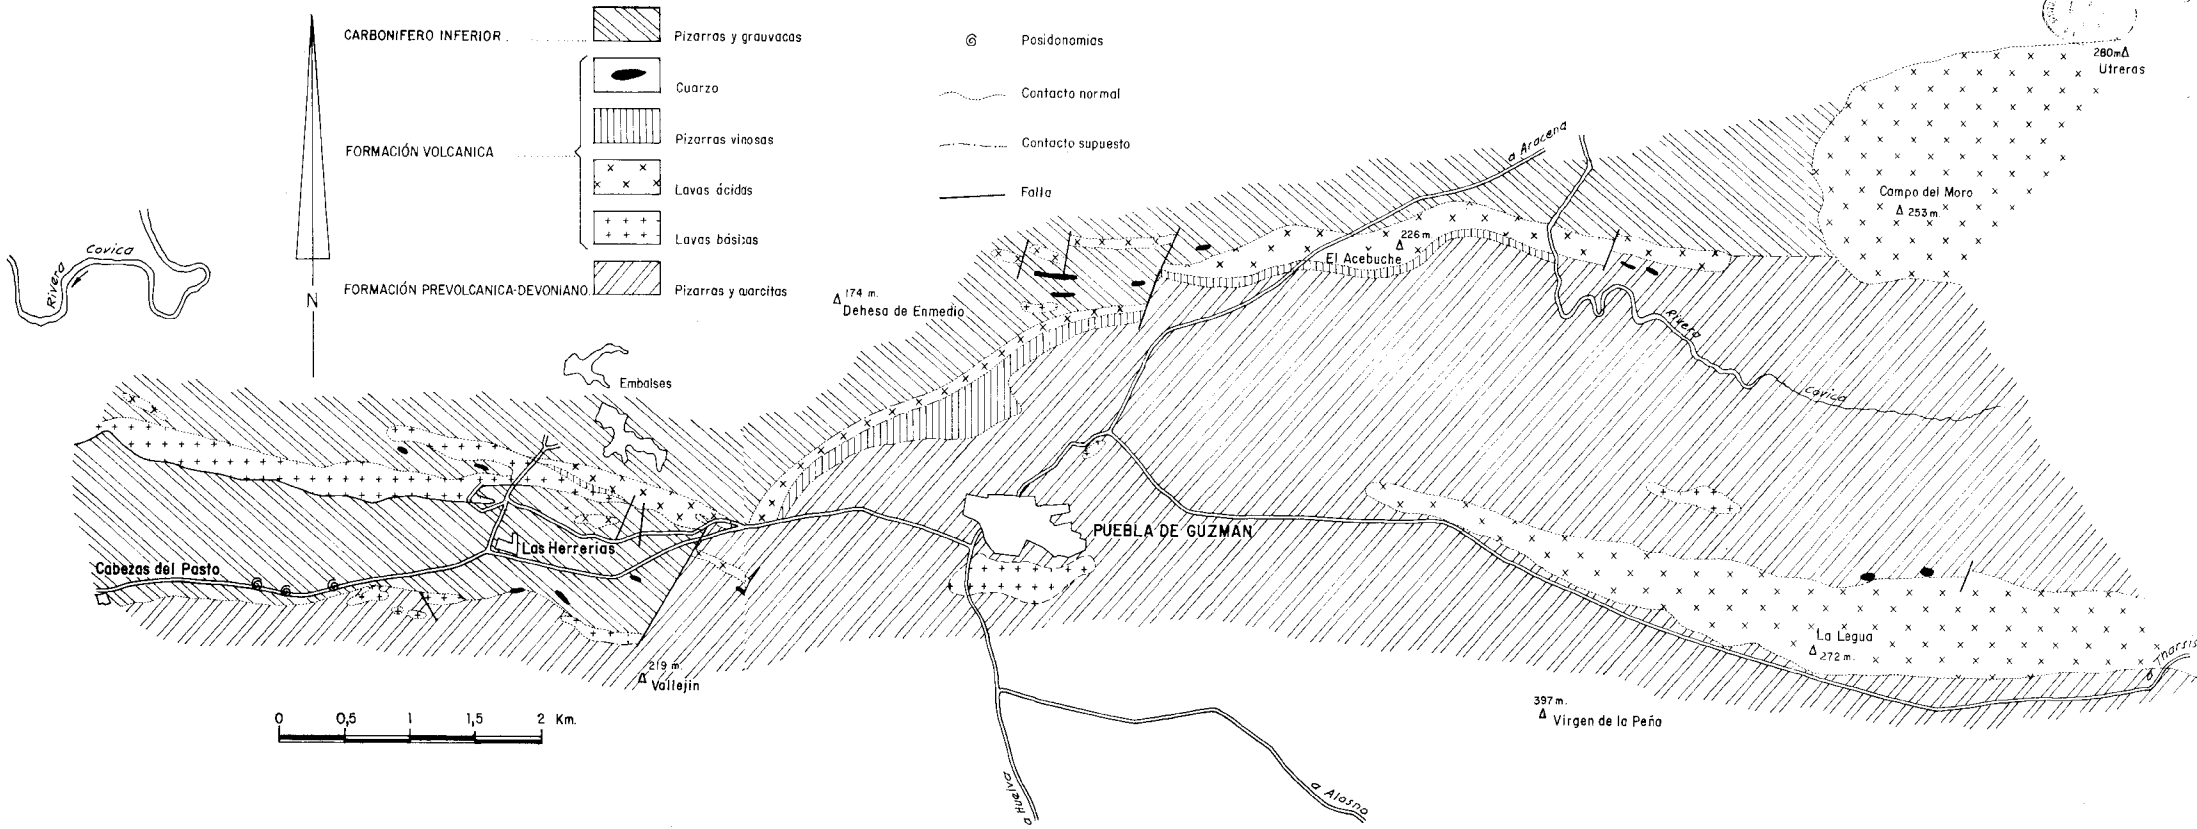 CARBONIFERO INFERIOR
Pizarras y grauvacas
Cuarzo
Pizarras vinosas
FORMACIÓN VOLCANICA
Lavas ácidas
Lavas básicas
FORMACIÓN PREVOLCANICA-DEVONIANO
Pizarras y cuarcitas
Posidonomias
Contacto normal
Contacto supuesto
Falla
N
Rivera
Covica
280m
Utreras
a Aracena
Campo del Moro
253 m.
226 m.
El Acebuche
174 m.
Dehesa de Enmedio
Rivera
Covica
Embalses
PUEBLA DE GUZMAN
Las Herrerias
Cabezas del Pasto
La Legua
272 m.
Tharsis
219 m.
Vallejin
397m.
Virgen de la Peña
0 0,5 1 1,5 2 Km.
a Huelva
a Alosno